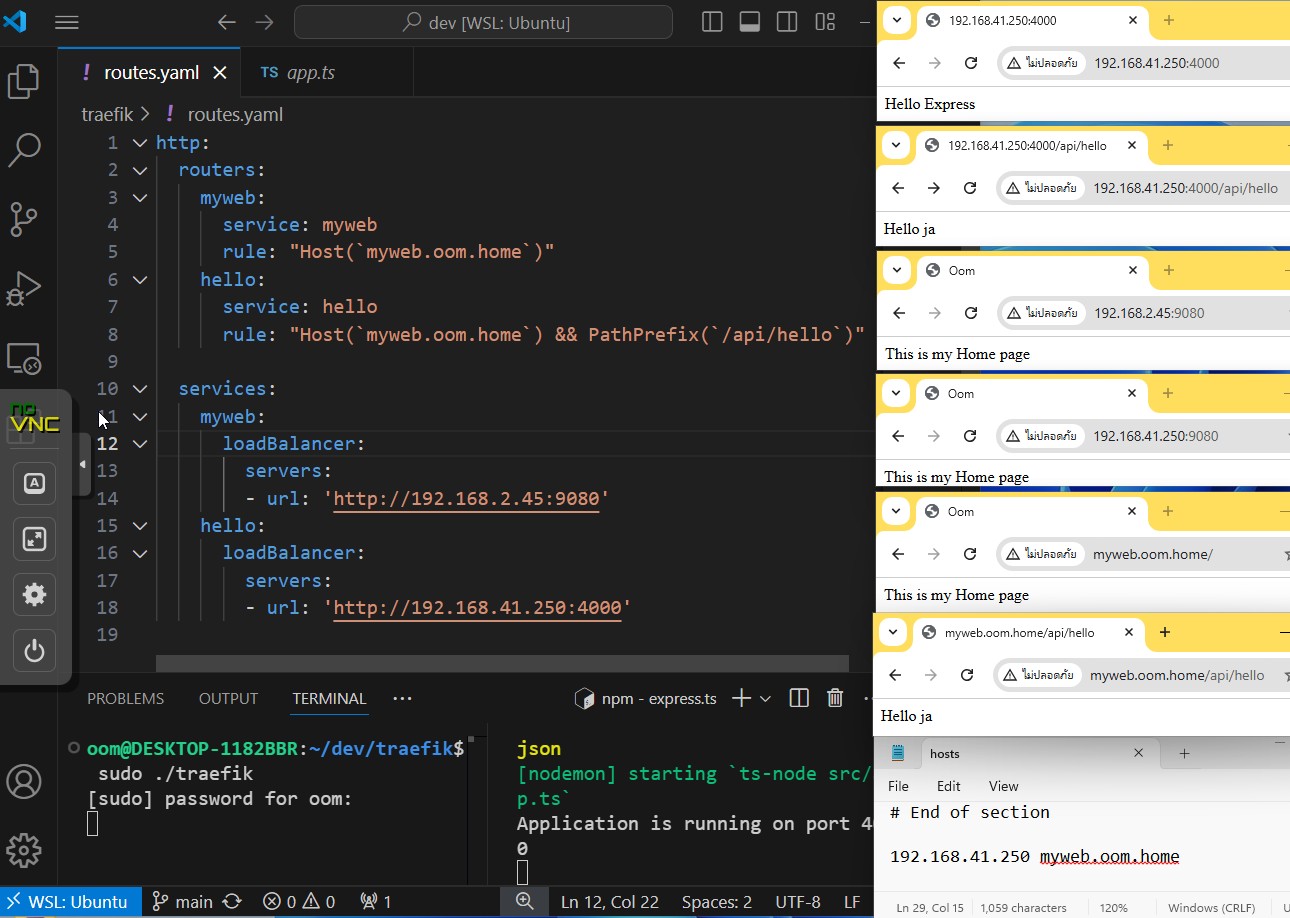 dev [WSL: Ubuntu]
! routes.yaml
TS app.ts
traefik > ! routes.yaml
1 http:
2   routers:
3     myweb:
4       service: myweb
5       rule: "Host(`myweb.oom.home`)"
6     hello:
7       service: hello
8       rule: "Host(`myweb.oom.home`) && PathPrefix(`/api/hello`)"
9
10   services:
11     myweb:
12       loadBalancer:
13         servers:
14         - url: 'http://192.168.2.45:9080'
15     hello:
16       loadBalancer:
17         servers:
18         - url: 'http://192.168.41.250:4000'
19
no
VNC
A
PROBLEMS OUTPUT TERMINAL ···
npm - express.ts
oom@DESKTOP-1182BBR:~/dev/traefik$
sudo ./traefik
[sudo] password for oom:
json
[nodemon] starting `ts-node src/
p.ts`
Application is running on port 4
0
WSL: Ubuntu main 0 0 1 Ln 12, Col 22 Spaces: 2 UTF-8 LF
192.168.41.250:4000
ไม่ปลอดภัย 192.168.41.250:4000
Hello Express
192.168.41.250:4000/api/hello
ไม่ปลอดภัย 192.168.41.250:4000/api/hello
Hello ja
Oom
ไม่ปลอดภัย 192.168.2.45:9080
This is my Home page
Oom
ไม่ปลอดภัย 192.168.41.250:9080
This is my Home page
Oom
ไม่ปลอดภัย myweb.oom.home/
This is my Home page
myweb.oom.home/api/hello
ไม่ปลอดภัย myweb.oom.home/api/hello
Hello ja
hosts
File Edit View
# End of section
192.168.41.250 myweb.oom.home
Ln 29, Col 15 1,059 characters 120% Windows (CRLF) U